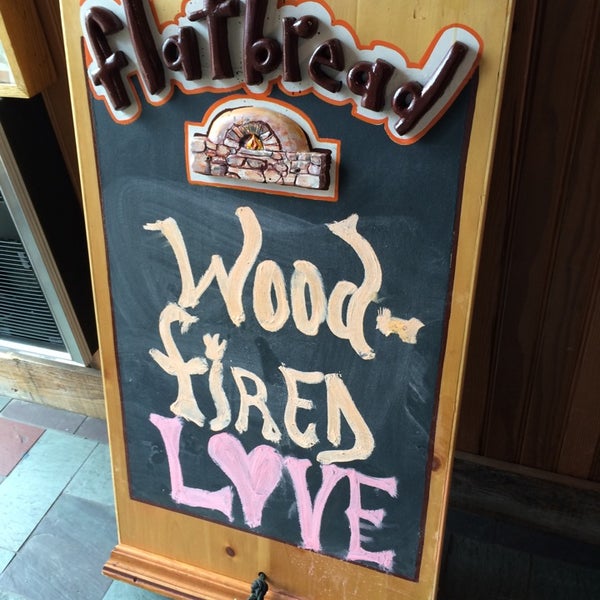 flatbread
Wood-
fiRED
LOVE